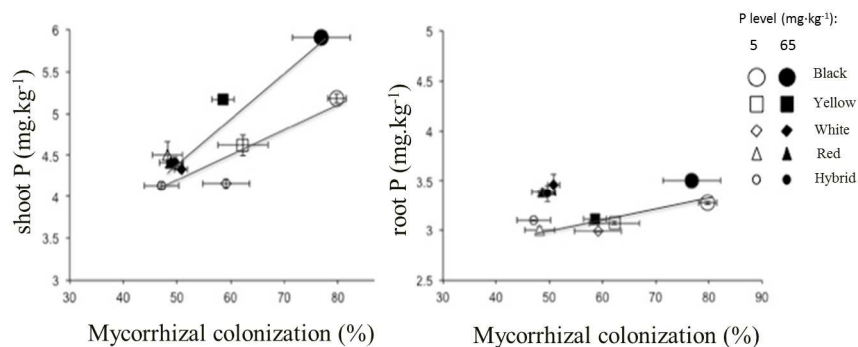 6
5.5
5
4.5
4
3.5
3
30 40 50 60 70 80
shoot P (mg.kg⁻¹)
Mycorrhizal colonization (%)
5
4.5
4
3.5
3
2.5
30 40 50 60 70 80 90
root P (mg.kg⁻¹)
Mycorrhizal colonization (%)
P level (mg·kg⁻¹):
5 65
Black
Yellow
White
Red
Hybrid